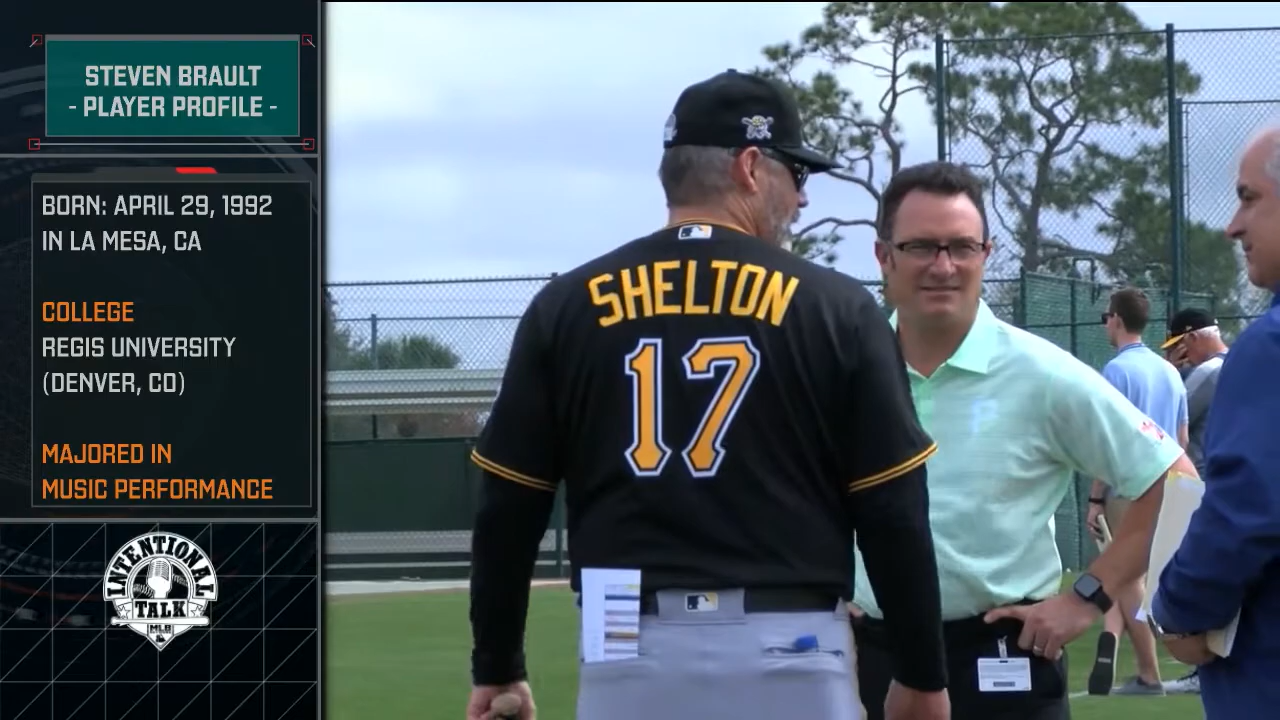 STEVEN BRAULT
- PLAYER PROFILE -
BORN: APRIL 29, 1992
IN LA MESA, CA
COLLEGE
REGIS UNIVERSITY
(DENVER, CO)
MAJORED IN
MUSIC PERFORMANCE
INTENTIONAL
TALK
MLB
SHELTON
17
P